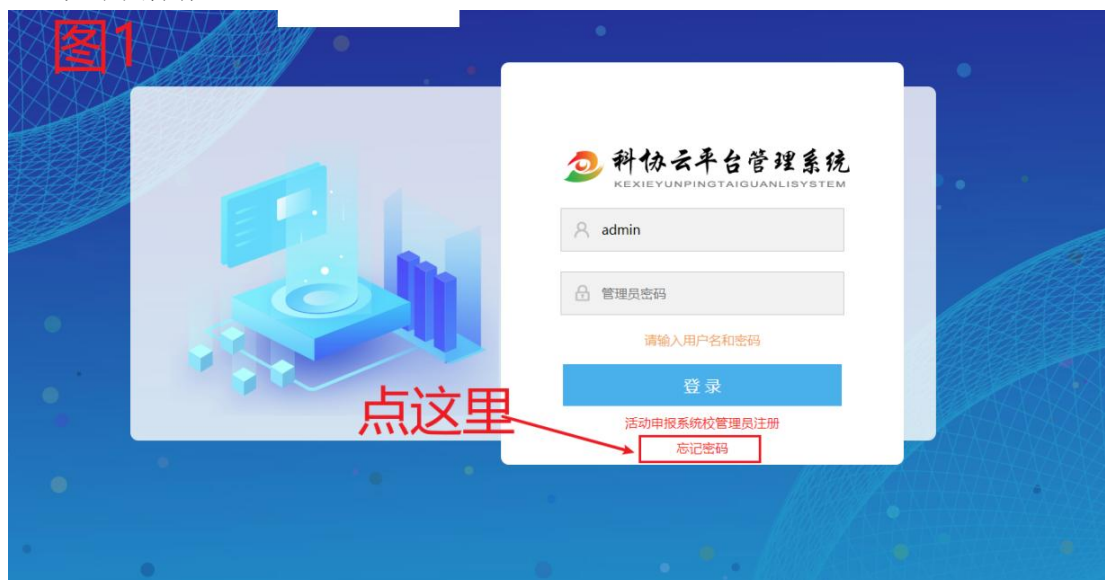 图1
科协云平台管理系统
KEXIEYUNPINGTAIGUANLISYSTEM
admin
管理员密码
请输入用户名和密码
登录
活动申报系统校管理员注册
点这里
忘记密码